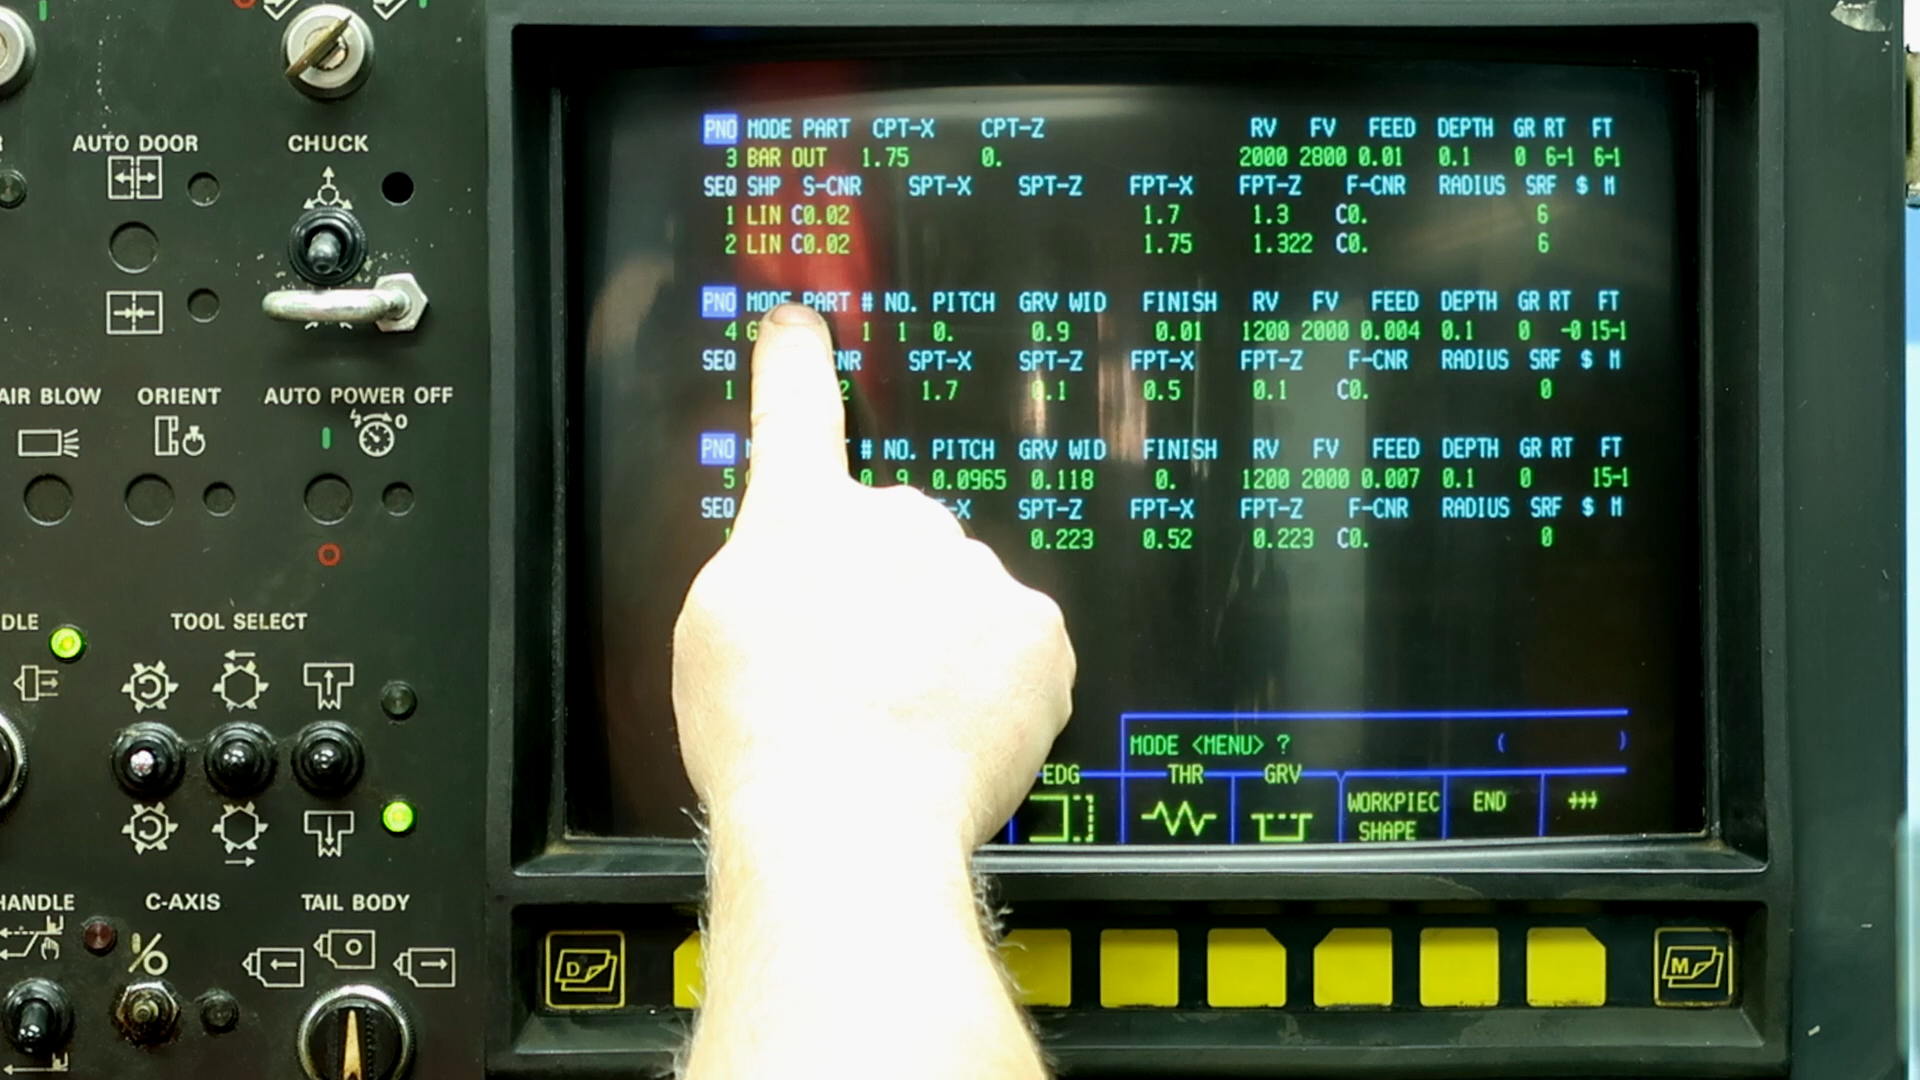 AUTO DOOR
CHUCK
AIR BLOW
ORIENT
AUTO POWER OFF
TOOL SELECT
HANDLE
C-AXIS
TAIL BODY
PNO MODE PART CPT-X CPT-Z RV FV FEED DEPTH GR RT FT
3 BAR OUT 1.75 0. 2000 2800 0.01 0.1 0 6-1 6-1
SEQ SHP S-CNR SPT-X SPT-Z FPT-X FPT-Z F-CNR RADIUS SRF $ M
1 LIN C0.02 1.7 1.3 C0. 6
2 LIN C0.02 1.75 1.322 C0. 6
PNO MODE PART # NO. PITCH GRV WID FINISH RV FV FEED DEPTH GR RT FT
4 G 1 1 0. 0.9 0.01 1200 2000 0.004 0.1 0 -0 15-1
SEQ CNR SPT-X SPT-Z FPT-X FPT-Z F-CNR RADIUS SRF $ M
1 2 1.7 0.1 0.5 0.1 C0. 0
PNO M T # NO. PITCH GRV WID FINISH RV FV FEED DEPTH GR RT FT
5 0 9 0.0965 0.118 0. 1200 2000 0.007 0.1 0 15-1
SEQ -X SPT-Z FPT-X FPT-Z F-CNR RADIUS SRF $ M
0.223 0.52 0.223 C0. 0
MODE <MENU> ? ( )
EDG THR GRV
WORKPIEC END
SHAPE
D
M